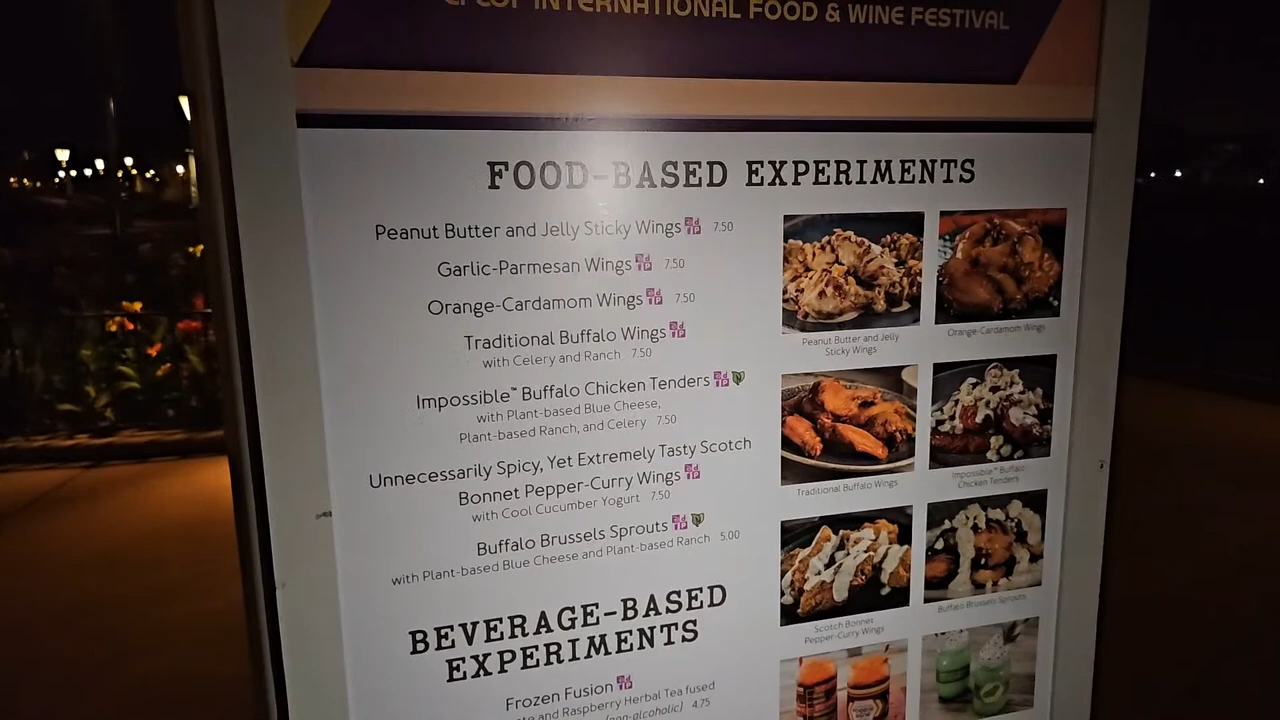 EPCOT INTERNATIONAL FOOD & WINE FESTIVAL
FOOD-BASED EXPERIMENTS
Peanut Butter and Jelly Sticky Wings 7.50
Garlic-Parmesan Wings 7.50
Orange-Cardamom Wings 7.50
Traditional Buffalo Wings
with Celery and Ranch 7.50
Impossible™ Buffalo Chicken Tenders
with Plant-based Blue Cheese,
Plant-based Ranch, and Celery 7.50
Unnecessarily Spicy, Yet Extremely Tasty Scotch
Bonnet Pepper-Curry Wings
with Cool Cucumber Yogurt 7.50
Buffalo Brussels Sprouts
with Plant-based Blue Cheese and Plant-based Ranch 5.00
BEVERAGE-BASED
EXPERIMENTS
Frozen Fusion
and Raspberry Herbal Tea fused
(non-alcoholic) 4.75
Peanut Butter and Jelly
Sticky Wings
Orange-Cardamom Wings
Traditional Buffalo Wings
Impossible™ Buffalo
Chicken Tenders
Scotch Bonnet
Pepper-Curry Wings
Buffalo Brussels Sprouts